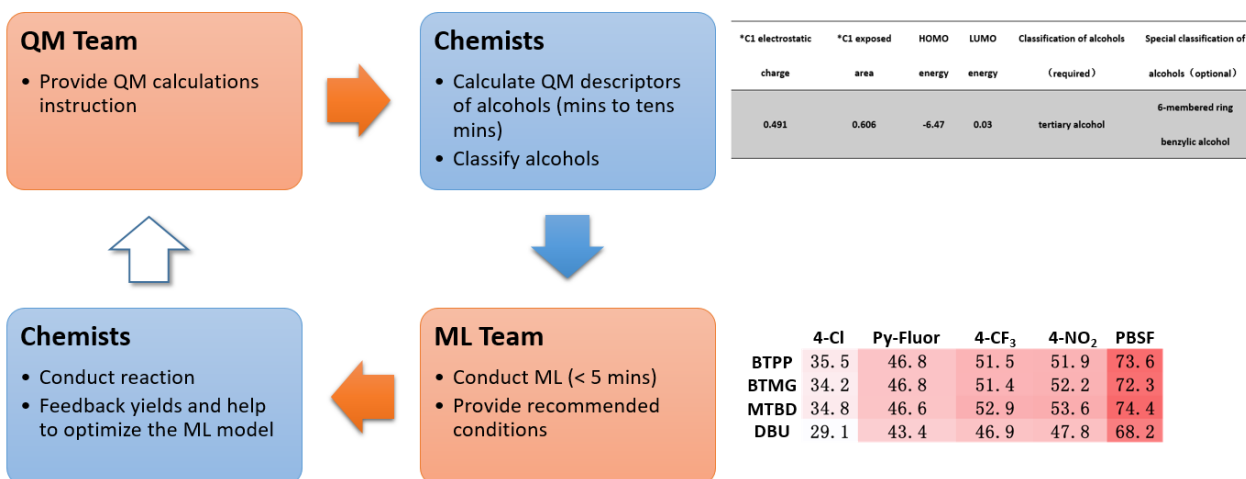 QM Team
• Provide QM calculations
instruction
Chemists
• Calculate QM descriptors
of alcohols (mins to tens
mins)
• Classify alcohols
*C1 electrostatic
charge
*C1 exposed
area
HOMO
energy
LUMO
energy
Classification of alcohols
（required）
Special classification of
alcohols（optional）
0.491 0.606 -6.47 0.03 tertiary alcohol
6-membered ring
benzylic alcohol
Chemists
• Conduct reaction
• Feedback yields and help
to optimize the ML model
ML Team
• Conduct ML (< 5 mins)
• Provide recommended
conditions
4-Cl Py-Fluor 4-CF₃ 4-NO₂ PBSF
BTPP 35.5 46.8 51.5 51.9 73.6
BTMG 34.2 46.8 51.4 52.2 72.3
MTBD 34.8 46.6 52.9 53.6 74.4
DBU 29.1 43.4 46.9 47.8 68.2